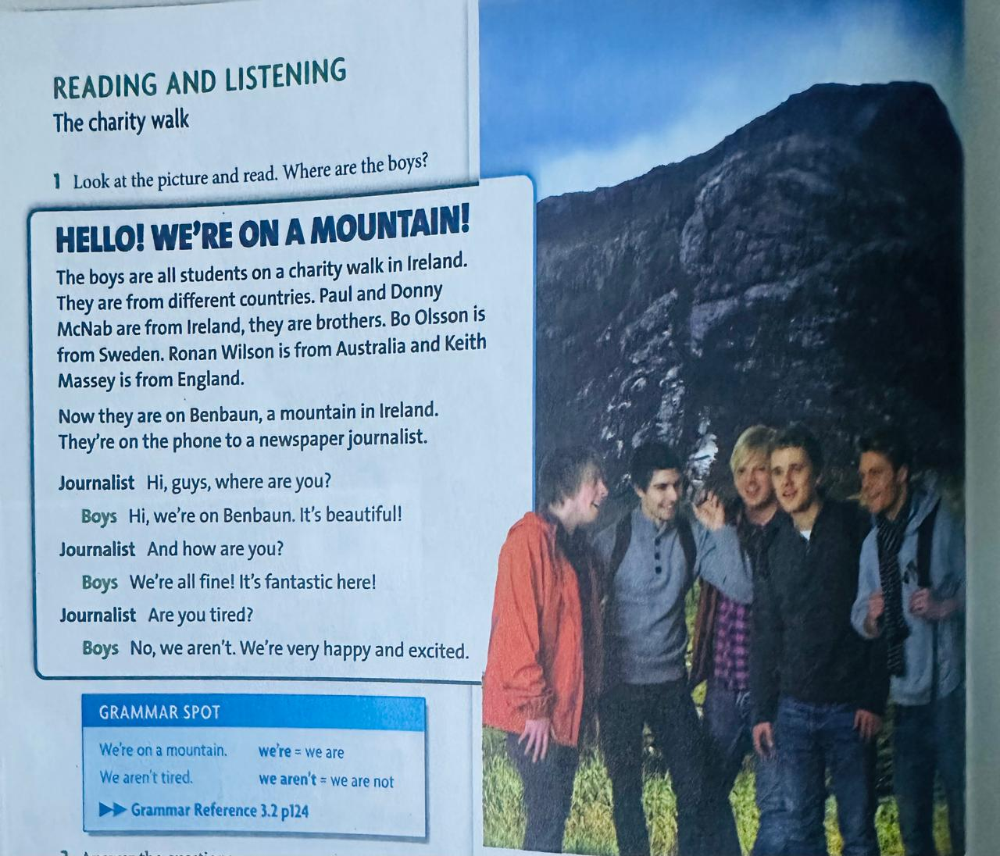 READING AND LISTENING
The charity walk
1 Look at the picture and read. Where are the boys?
HELLO! WE'RE ON A MOUNTAIN!
The boys are all students on a charity walk in Ireland.
They are from different countries. Paul and Donny
McNab are from Ireland, they are brothers. Bo Olsson is
from Sweden. Ronan Wilson is from Australia and Keith
Massey is from England.
Now they are on Benbaun, a mountain in Ireland.
They're on the phone to a newspaper journalist.
Journalist Hi, guys, where are you?
Boys Hi, we're on Benbaun. It's beautiful!
Journalist And how are you?
Boys We're all fine! It's fantastic here!
Journalist Are you tired?
Boys No, we aren't. We're very happy and excited.
GRAMMAR SPOT
We're on a mountain. we're = we are
We aren't tired. we aren't = we are not
▶▶ Grammar Reference 3.2 p124